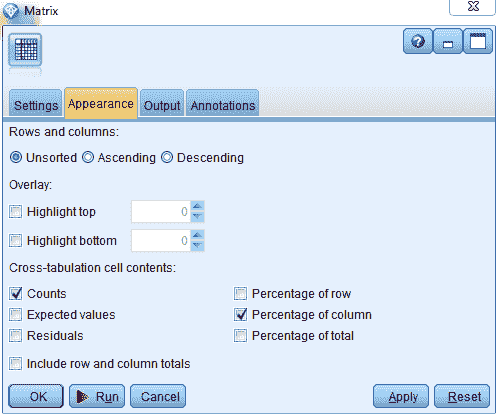 Matrix
Settings Appearance Output Annotations
Rows and columns:
Unsorted Ascending Descending
Overlay:
Highlight top 0
Highlight bottom 0
Cross-tabulation cell contents:
Counts Percentage of row
Expected values Percentage of column
Residuals Percentage of total
Include row and column totals
OK Run Cancel Apply Reset